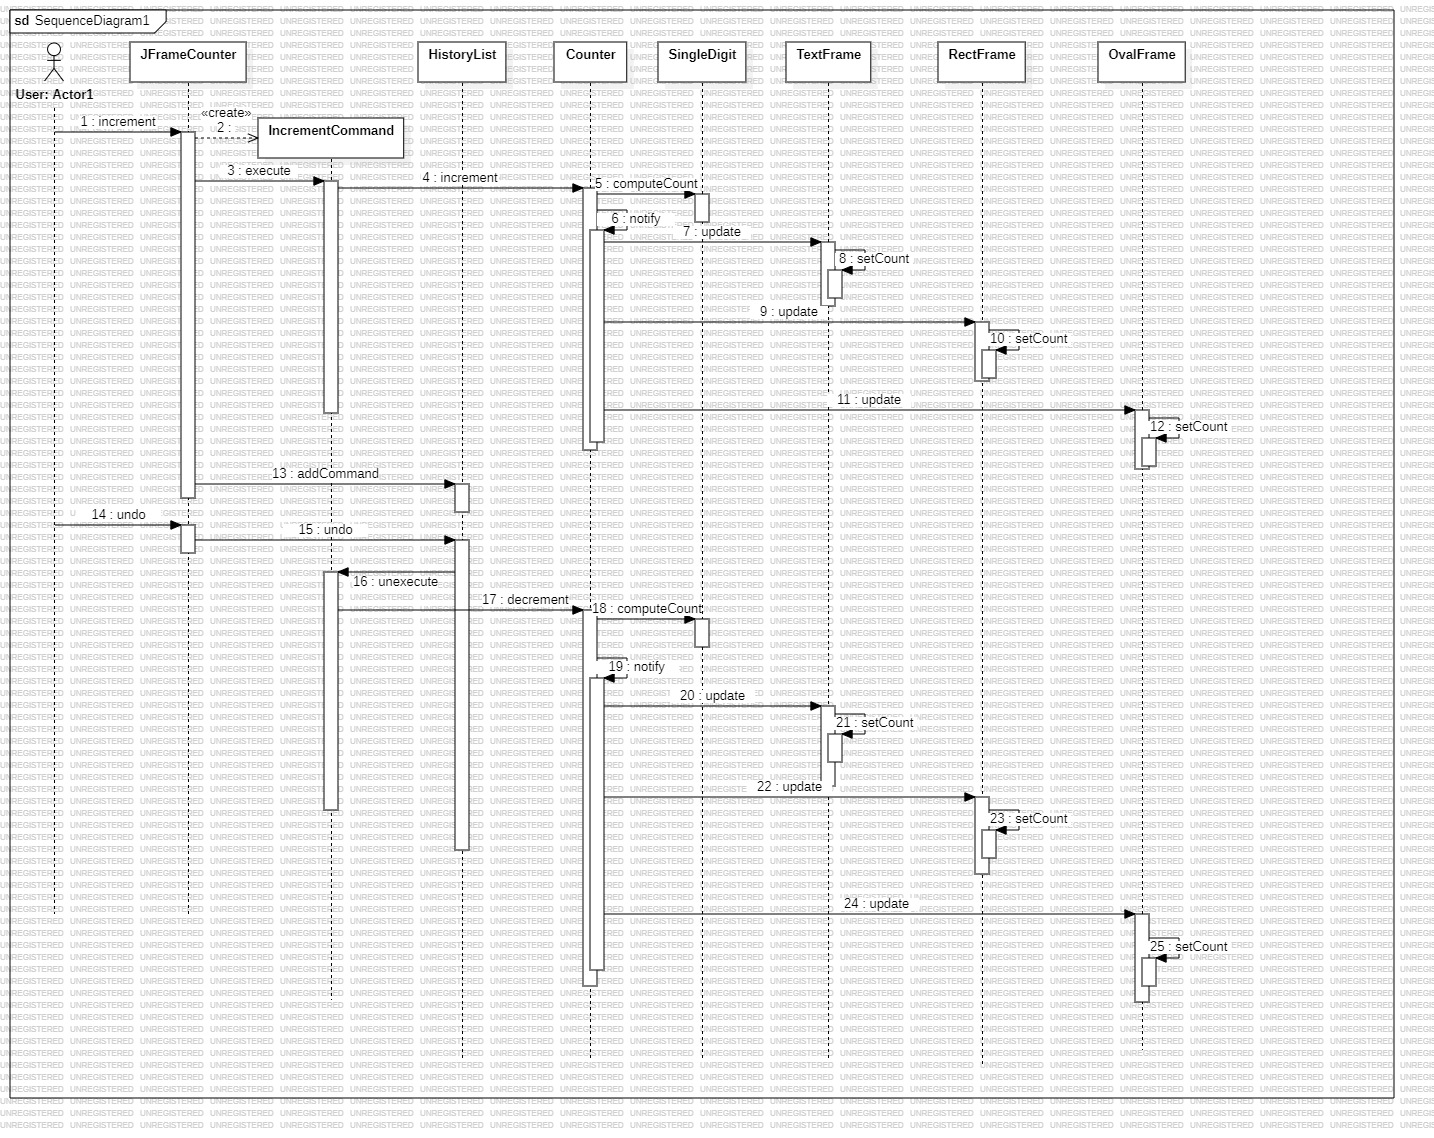 sd SequenceDiagram1
JFrameCounter
HistoryList
Counter
SingleDigit
TextFrame
RectFrame
OvalFrame
User: Actor1
«create»
1 : increment
2 :
IncrementCommand
3 : execute
4 : increment
5 : computeCount
6 : notify
7 : update
8 : setCount
9 : update
10 : setCount
11 : update
12 : setCount
13 : addCommand
14 : undo
15 : undo
16 : unexecute
17 : decrement
18 : computeCount
19 : notify
20 : update
21 : setCount
22 : update
23 : setCount
24 : update
25 : setCount
UNREGISTERED